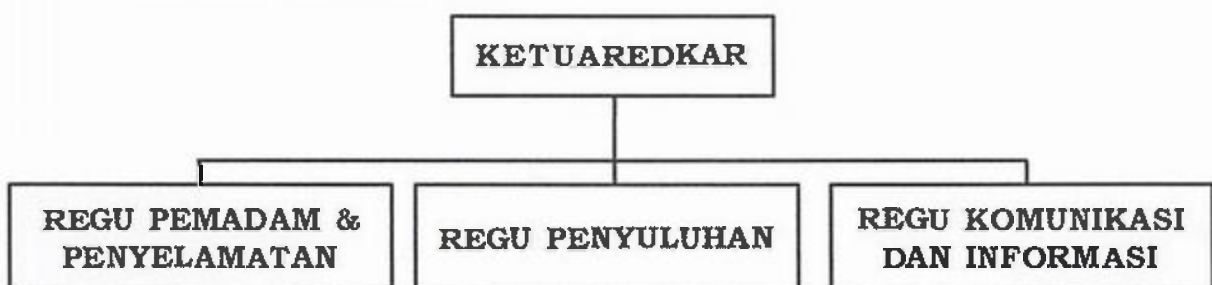 KETUAREDKAR
REGU PEMADAM &
PENYELAMATAN
REGU PENYULUHAN
REGU KOMUNIKASI
DAN INFORMASI